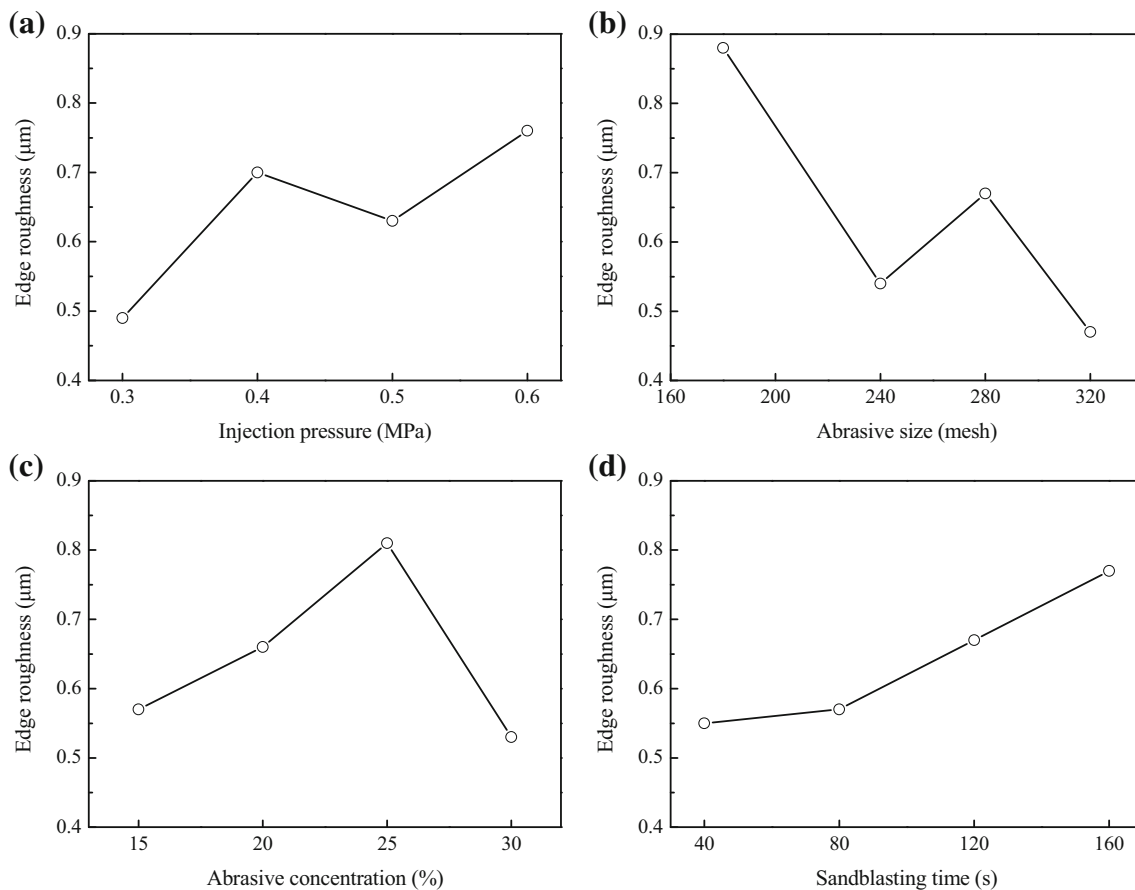 (a)
0.9
0.8
0.7
0.6
0.5
0.4
Edge roughness (μm)
0.3 0.4 0.5 0.6
Injection pressure (MPa)
(b)
0.9
0.8
0.7
0.6
0.5
0.4
Edge roughness (μm)
160 200 240 280 320
Abrasive size (mesh)
(c)
0.9
0.8
0.7
0.6
0.5
0.4
Edge roughness (μm)
15 20 25 30
Abrasive concentration (%)
(d)
0.9
0.8
0.7
0.6
0.5
0.4
Edge roughness (μm)
40 80 120 160
Sandblasting time (s)